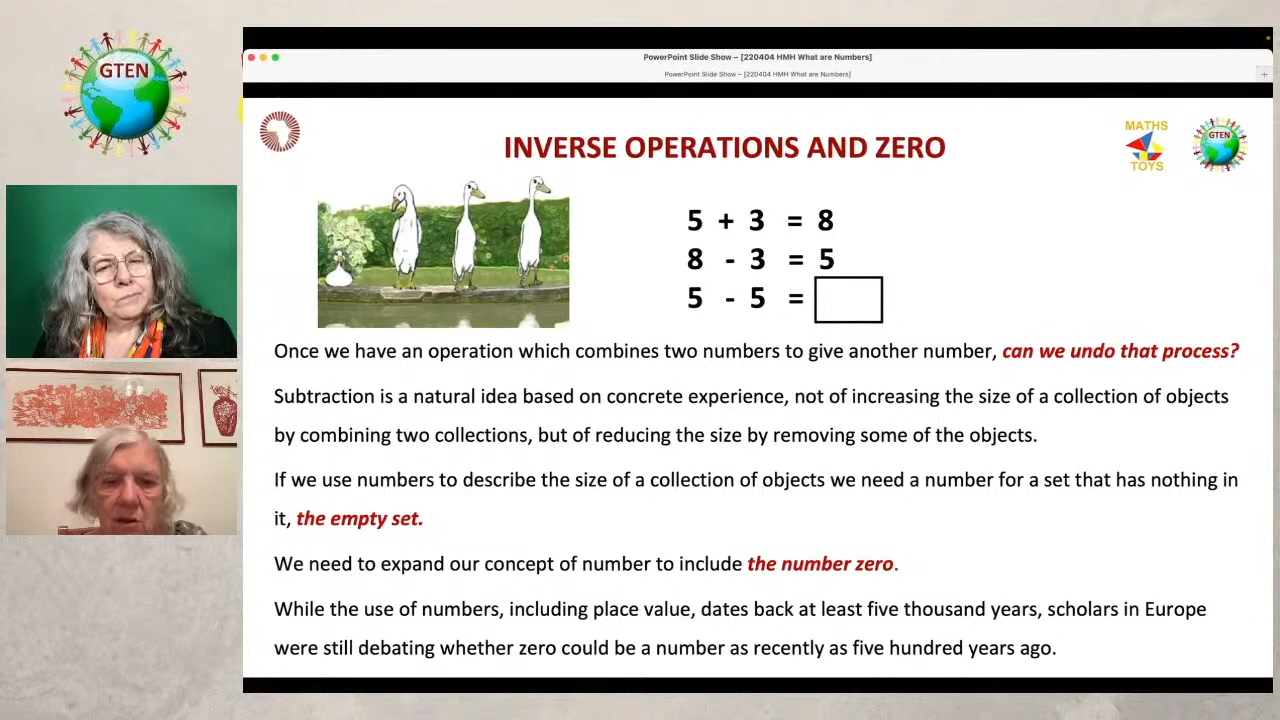 GTEN
PowerPoint Slide Show – [220404 HMH What are Numbers]
PowerPoint Slide Show – [220404 HMH What are Numbers]
INVERSE OPERATIONS AND ZERO
MATHS
TOYS
GTEN
5 + 3 = 8
8 - 3 = 5
5 - 5 =
Once we have an operation which combines two numbers to give another number, can we undo that process?
Subtraction is a natural idea based on concrete experience, not of increasing the size of a collection of objects
by combining two collections, but of reducing the size by removing some of the objects.
If we use numbers to describe the size of a collection of objects we need a number for a set that has nothing in
it, the empty set.
We need to expand our concept of number to include the number zero.
While the use of numbers, including place value, dates back at least five thousand years, scholars in Europe
were still debating whether zero could be a number as recently as five hundred years ago.